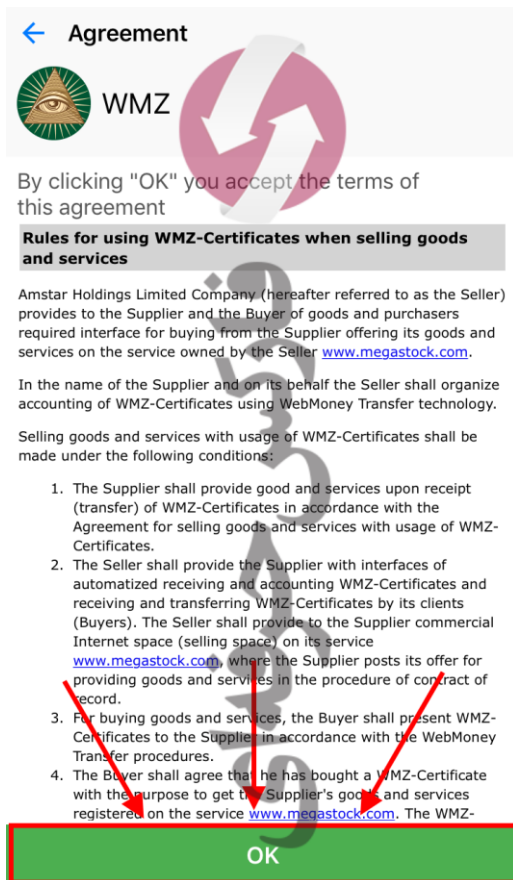 Agreement
WMZ
By clicking "OK" you accept the terms of
this agreement
Rules for using WMZ-Certificates when selling goods
and services
Amstar Holdings Limited Company (hereafter referred to as the Seller)
provides to the Supplier and the Buyer of goods and purchasers
required interface for buying from the Supplier offering its goods and
services on the service owned by the Seller www.megastock.com.
In the name of the Supplier and on its behalf the Seller shall organize
accounting of WMZ-Certificates using WebMoney Transfer technology.
Selling goods and services with usage of WMZ-Certificates shall be
made under the following conditions:
1. The Supplier shall provide good and services upon receipt
(transfer) of WMZ-Certificates in accordance with the
Agreement for selling goods and services with usage of WMZ-
Certificates.
2. The Seller shall provide the Supplier with interfaces of
automatized receiving and accounting WMZ-Certificates and
receiving and transferring WMZ-Certificates by its clients
(Buyers). The Seller shall provide to the Supplier commercial
Internet space (selling space) on its service
www.megastock.com, where the Supplier posts its offer for
providing goods and services in the procedure of contract of
record.
3. For buying goods and services, the Buyer shall present WMZ-
Certificates to the Supplier in accordance with the WebMoney
Transfer procedures.
4. The Buyer shall agree that he has bought a WMZ-Certificate
with the purpose to get the Supplier's goods and services
registered on the service www.megastock.com. The WMZ-
OK